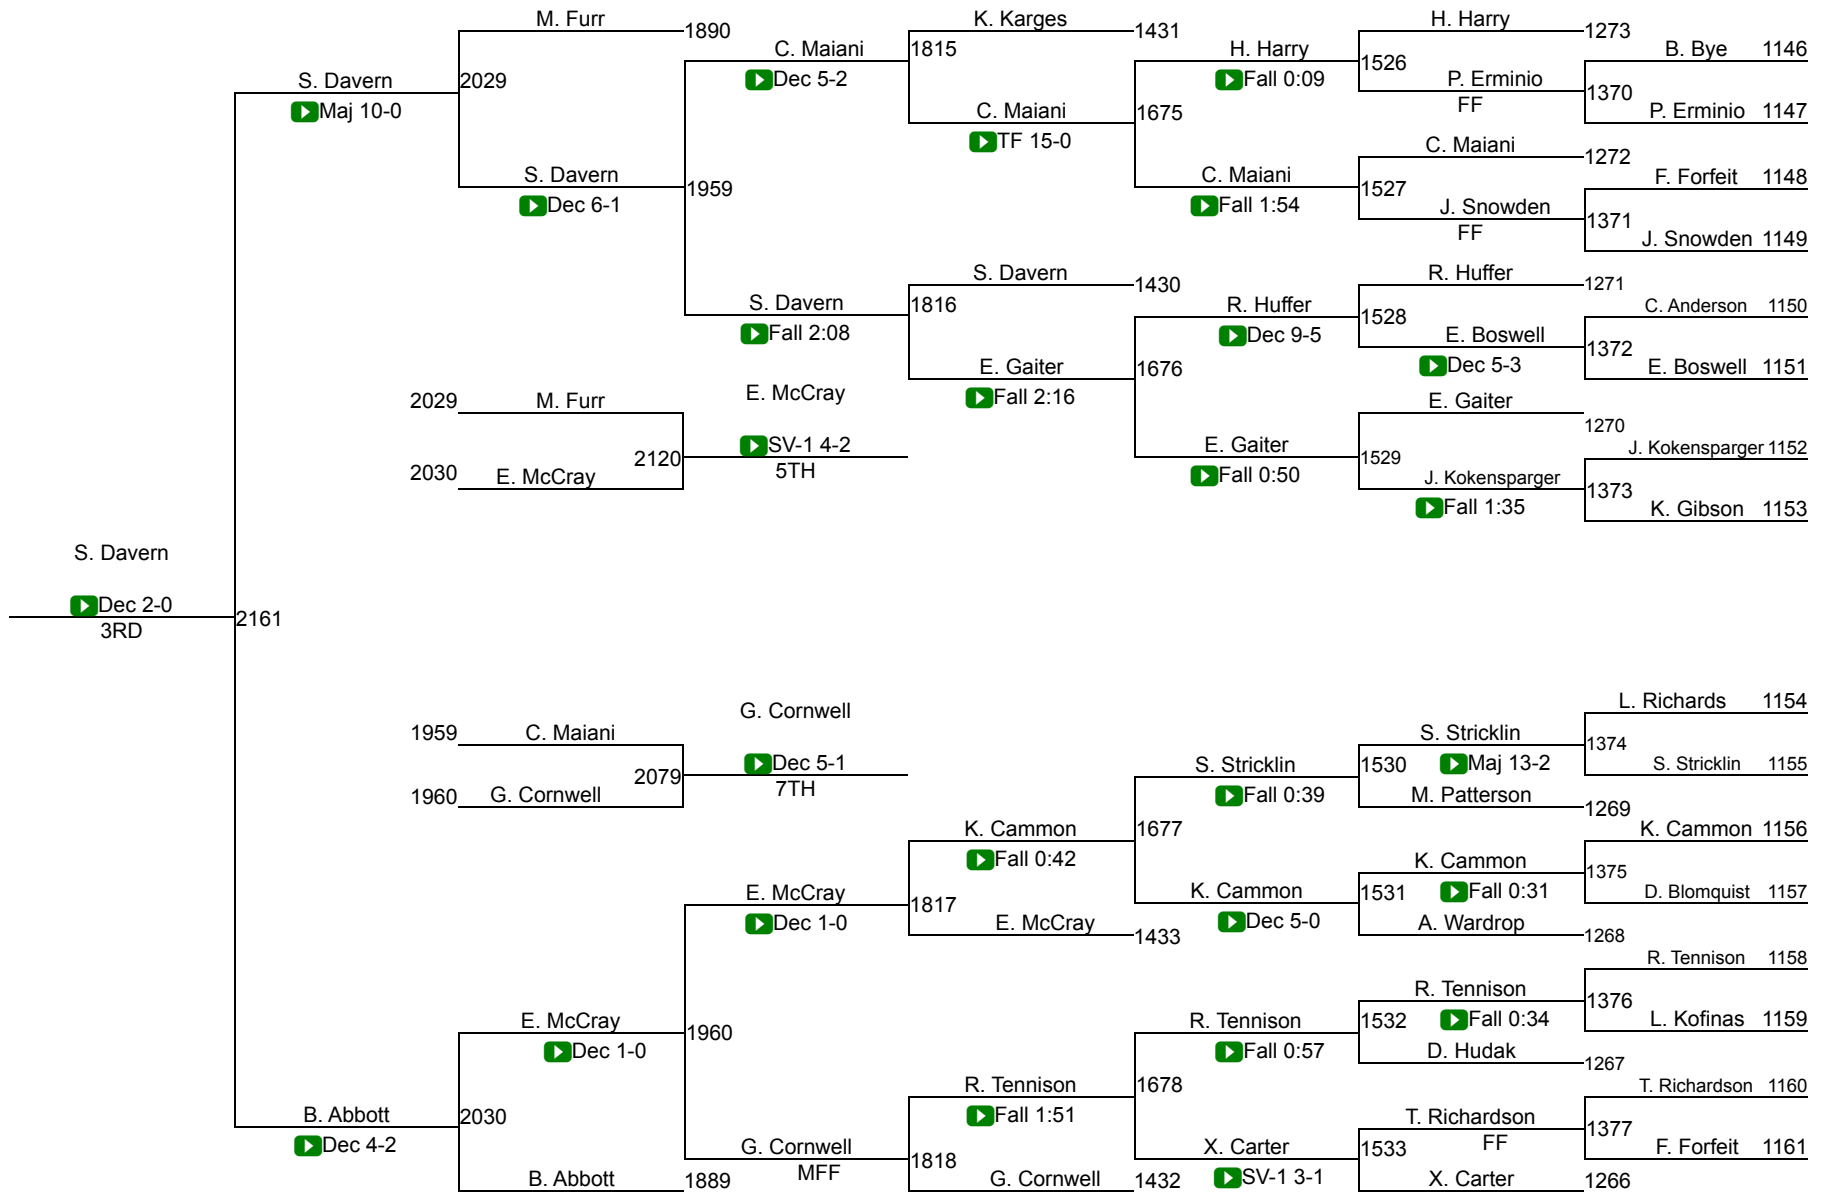 M. Furr
1890
K. Karges
1431
H. Harry
1273
C. Maiani
1815
H. Harry
1526
B. Bye 1146
S. Davern
2029
Dec 5-2
Fall 0:09
P. Erminio
1370
Maj 10-0
C. Maiani
1675
FF
P. Erminio 1147
TF 15-0
C. Maiani
1272
S. Davern
1959
C. Maiani
1527
F. Forfeit 1148
Dec 6-1
Fall 1:54
J. Snowden
1371
FF
J. Snowden 1149
S. Davern
1430
R. Huffer
1271
S. Davern
1816
R. Huffer
1528
C. Anderson 1150
Fall 2:08
Dec 9-5
E. Boswell
1372
E. Gaiter
1676
Dec 5-3
E. Boswell 1151
2029
M. Furr
E. McCray
Fall 2:16
E. Gaiter
1270
2120
SV-1 4-2
E. Gaiter
1529
J. Kokensparger 1152
2030
E. McCray
5TH
Fall 0:50
J. Kokensparger
1373
Fall 1:35
K. Gibson 1153
S. Davern
Dec 2-0
2161
3RD
L. Richards 1154
G. Cornwell
1959
C. Maiani
S. Stricklin
1374
2079
Dec 5-1
S. Stricklin
1530
Maj 13-2
S. Stricklin 1155
1960
G. Cornwell
7TH
Fall 0:39
M. Patterson
1269
K. Cammon
1677
K. Cammon 1156
Fall 0:42
K. Cammon
1375
E. McCray
1817
K. Cammon
1531
Fall 0:31
D. Blomquist 1157
Dec 1-0
E. McCray
1433
Dec 5-0
A. Wardrop
1268
R. Tennison 1158
R. Tennison
1376
E. McCray
1960
R. Tennison
1532
Fall 0:34
L. Kofinas 1159
Dec 1-0
Fall 0:57
D. Hudak
1267
R. Tennison
1678
T. Richardson 1160
B. Abbott
2030
Fall 1:51
T. Richardson
1377
Dec 4-2
G. Cornwell
1818
X. Carter
1533
FF
F. Forfeit 1161
B. Abbott
1889
MFF
G. Cornwell
1432
SV-1 3-1
X. Carter
1266